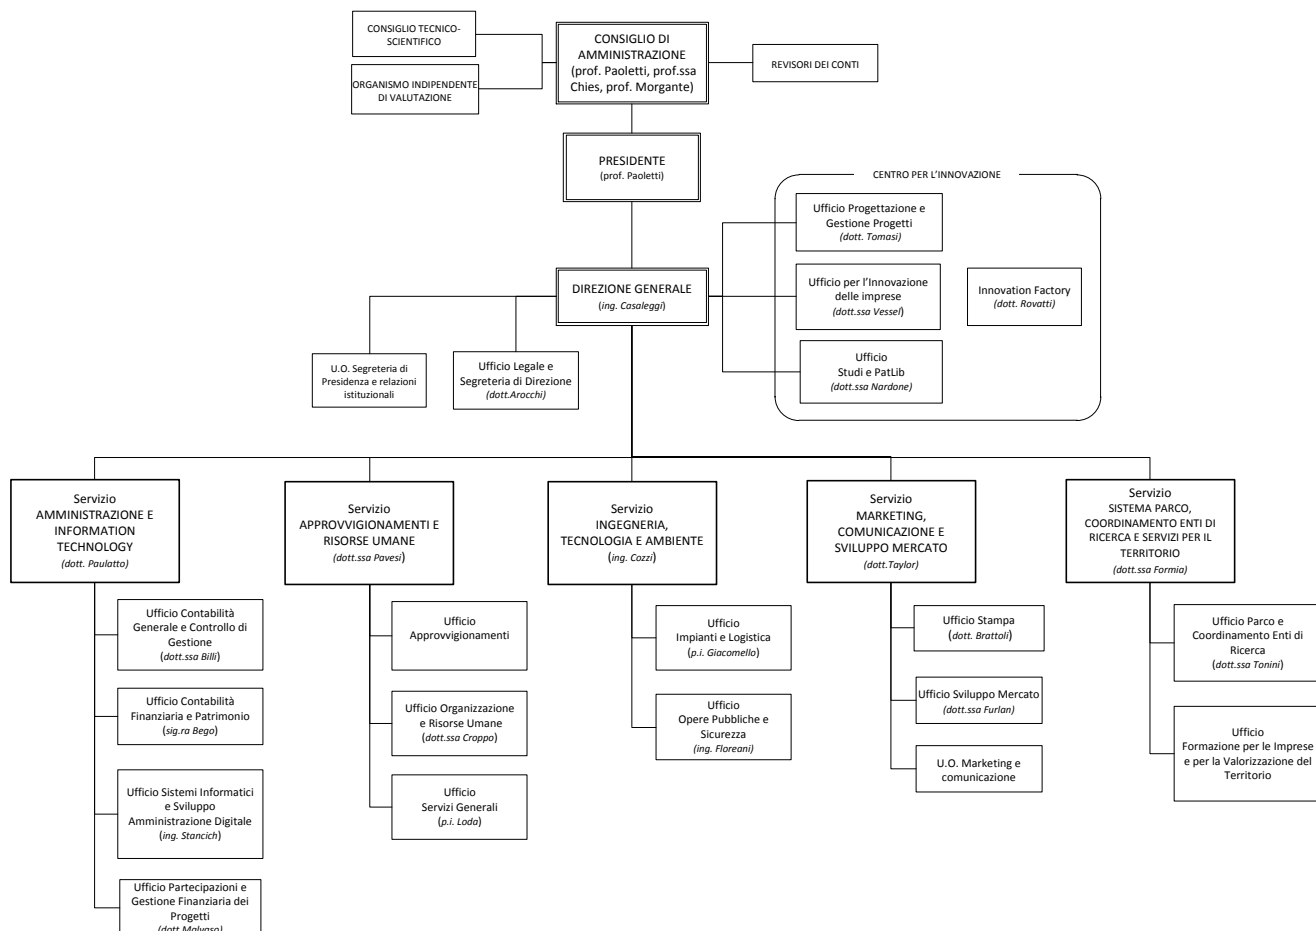 CONSIGLIO TECNICO-
SCIENTIFICO
ORGANISMO INDIPENDENTE
DI VALUTAZIONE
CONSIGLIO DI
AMMINISTRAZIONE
(prof. Paoletti, prof.ssa
Chies, prof. Morgante)
REVISORI DEI CONTI
PRESIDENTE
(prof. Paoletti)
CENTRO PER L’INNOVAZIONE
Ufficio Progettazione e
Gestione Progetti
(dott. Tomasi)
DIREZIONE GENERALE
(ing. Casaleggi)
Ufficio per l’Innovazione
delle imprese
(dott.ssa Vessel)
Innovation Factory
(dott. Rovatti)
Ufficio
Studi e PatLib
(dott.ssa Nardone)
U.O. Segreteria di
Presidenza e relazioni
istituzionali
Ufficio Legale e
Segreteria di Direzione
(dott.Arocchi)
Servizio
AMMINISTRAZIONE E
INFORMATION
TECHNOLOGY
(dott. Paulatto)
Servizio
APPROVVIGIONAMENTI E
RISORSE UMANE
(dott.ssa Pavesi)
Servizio
INGEGNERIA,
TECNOLOGIA E AMBIENTE
(ing. Cozzi)
Servizio
MARKETING,
COMUNICAZIONE E
SVILUPPO MERCATO
(dott.Taylor)
Servizio
SISTEMA PARCO,
COORDINAMENTO ENTI DI
RICERCA E SERVIZI PER IL
TERRITORIO
(dott.ssa Formia)
Ufficio Contabilità
Generale e Controllo di
Gestione
(dott.ssa Billi)
Ufficio Contabilità
Finanziaria e Patrimonio
(sig.ra Bego)
Ufficio Sistemi Informatici
e Sviluppo
Amministrazione Digitale
(ing. Stancich)
Ufficio Partecipazioni e
Gestione Finanziaria dei
Progetti
(dott.Malvaso)
Ufficio
Approvvigionamenti
Ufficio Organizzazione
e Risorse Umane
(dott.ssa Croppo)
Ufficio
Servizi Generali
(p.i. Loda)
Ufficio
Impianti e Logistica
(p.i. Giacomello)
Ufficio
Opere Pubbliche e
Sicurezza
(ing. Floreani)
Ufficio Stampa
(dott. Brattoli)
Ufficio Sviluppo Mercato
(dott.ssa Furlan)
U.O. Marketing e
comunicazione
Ufficio Parco e
Coordinamento Enti di
Ricerca
(dott.ssa Tonini)
Ufficio
Formazione per le Imprese
e per la Valorizzazione del
Territorio